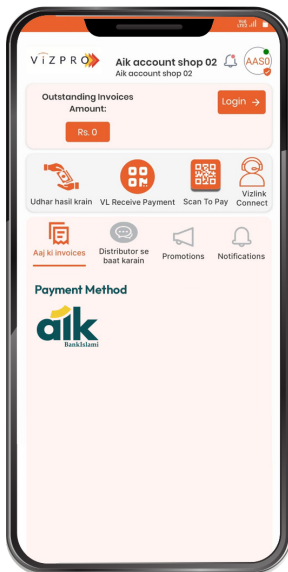 VIZPRO
Aik account shop 02
Aik account shop 02
AAS0
Outstanding Invoices
Amount:
Login →
Rs. 0
Udhar hasil krain
VL Receive Payment
Scan To Pay
Vizlink
Connect
Aaj ki invoices
Distributor se
baat karain
Promotions
Notifications
Payment Method
aik
BankIslami